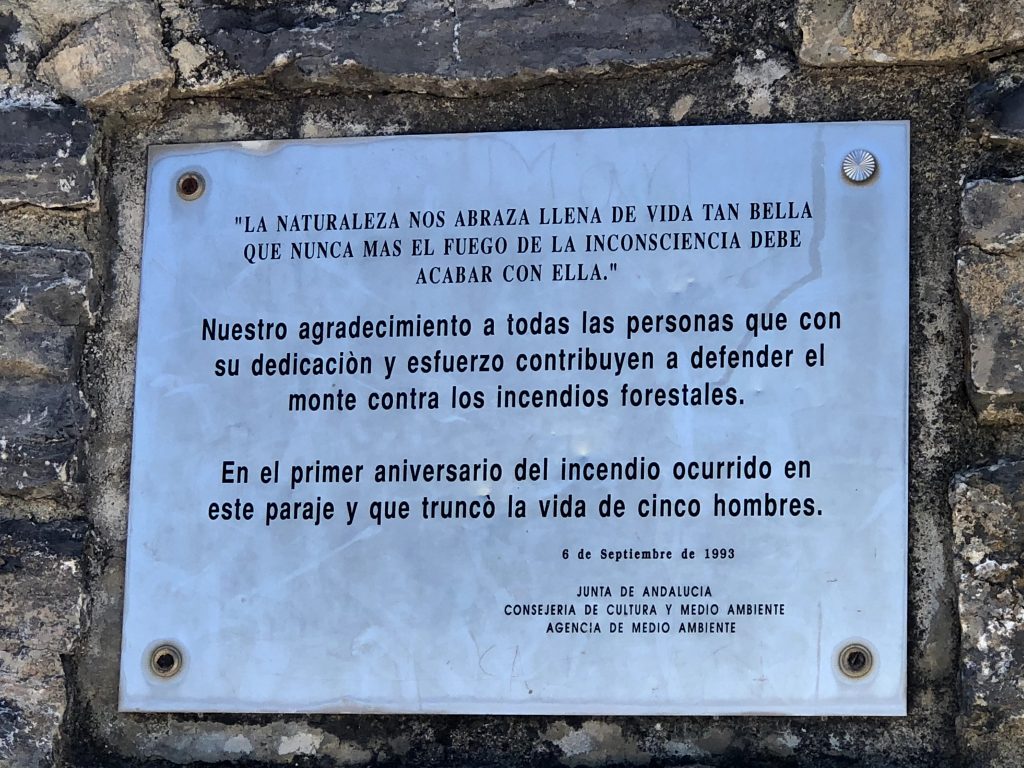 "LA NATURALEZA NOS ABRAZA LLENA DE VIDA TAN BELLA
QUE NUNCA MAS EL FUEGO DE LA INCONSCIENCIA DEBE
ACABAR CON ELLA."
Nuestro agradecimiento a todas las personas que con
su dedicaciòn y esfuerzo contribuyen a defender el
monte contra los incendios forestales.
En el primer aniversario del incendio ocurrido en
este paraje y que truncò la vida de cinco hombres.
6 de Septiembre de 1993
JUNTA DE ANDALUCIA
CONSEJERIA DE CULTURA Y MEDIO AMBIENTE
AGENCIA DE MEDIO AMBIENTE